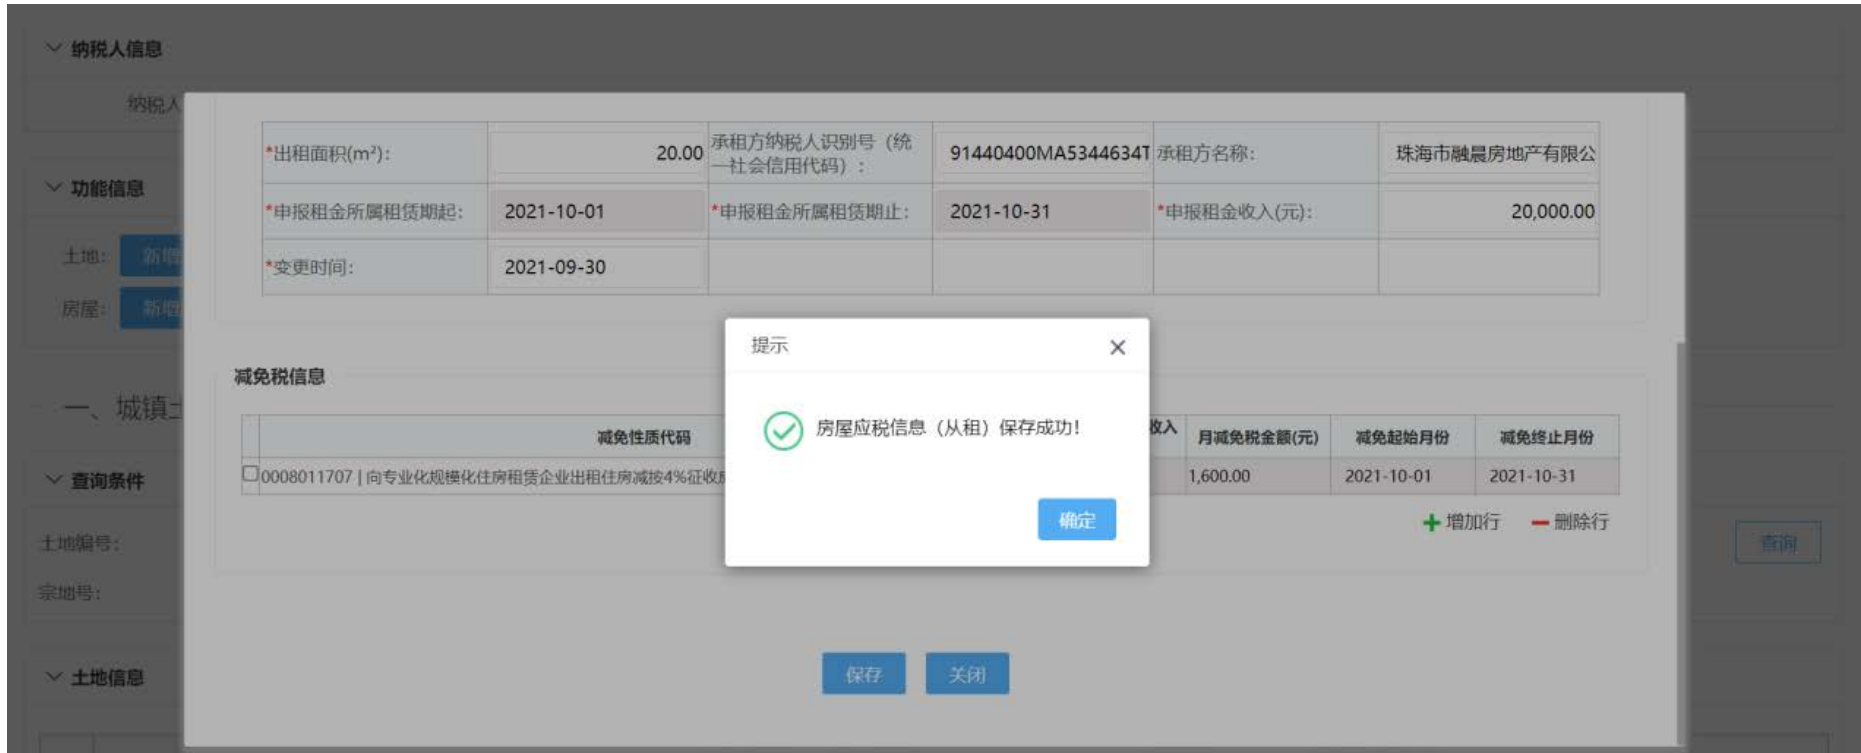 纳税人信息
纳税人
*出租面积(m²):
20.00
承租方纳税人识别号（统
一社会信用代码）:
91440400MA5344634T
承租方名称:
珠海市融晨房地产有限公
功能信息
*申报租金所属租赁期起:
2021-10-01
*申报租金所属租赁期止:
2021-10-31
*申报租金收入(元):
20,000.00
土地:
新增
*变更时间:
2021-09-30
房屋:
新增
提示
减免税信息
一、城镇土
减免性质代码
收入
月减免税金额(元)
减免起始月份
减免终止月份
房屋应税信息（从租）保存成功!
查询条件
0008011707 | 向专业化规模化住房租赁企业出租住房减按4%征收
1,600.00
2021-10-01
2021-10-31
确定
增加行
删除行
土地编号:
查询
宗地号:
保存
关闭
土地信息